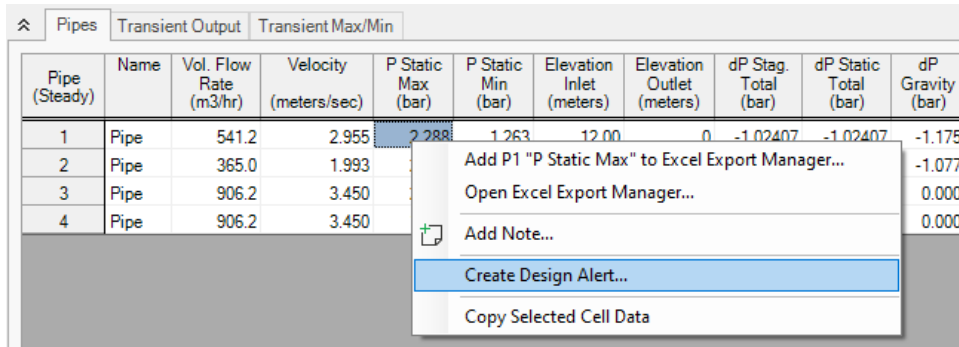 Pipes Transient Output Transient Max/Min
Pipe (Steady) Name Vol. Flow Rate (m3/hr) Velocity (meters/sec) P Static Max (bar) P Static Min (bar) Elevation Inlet (meters) Elevation Outlet (meters) dP Stag. Total (bar) dP Static Total (bar) dP Gravity (bar)
1 Pipe 541.2 2.955 2.288 1.263 12.00 0 -1.02407 -1.02407 -1.175
2 Pipe 365.0 1.993 -1.077
3 Pipe 906.2 3.450 0.000
4 Pipe 906.2 3.450 0.000
Add P1 "P Static Max" to Excel Export Manager...
Open Excel Export Manager...
Add Note...
Create Design Alert...
Copy Selected Cell Data